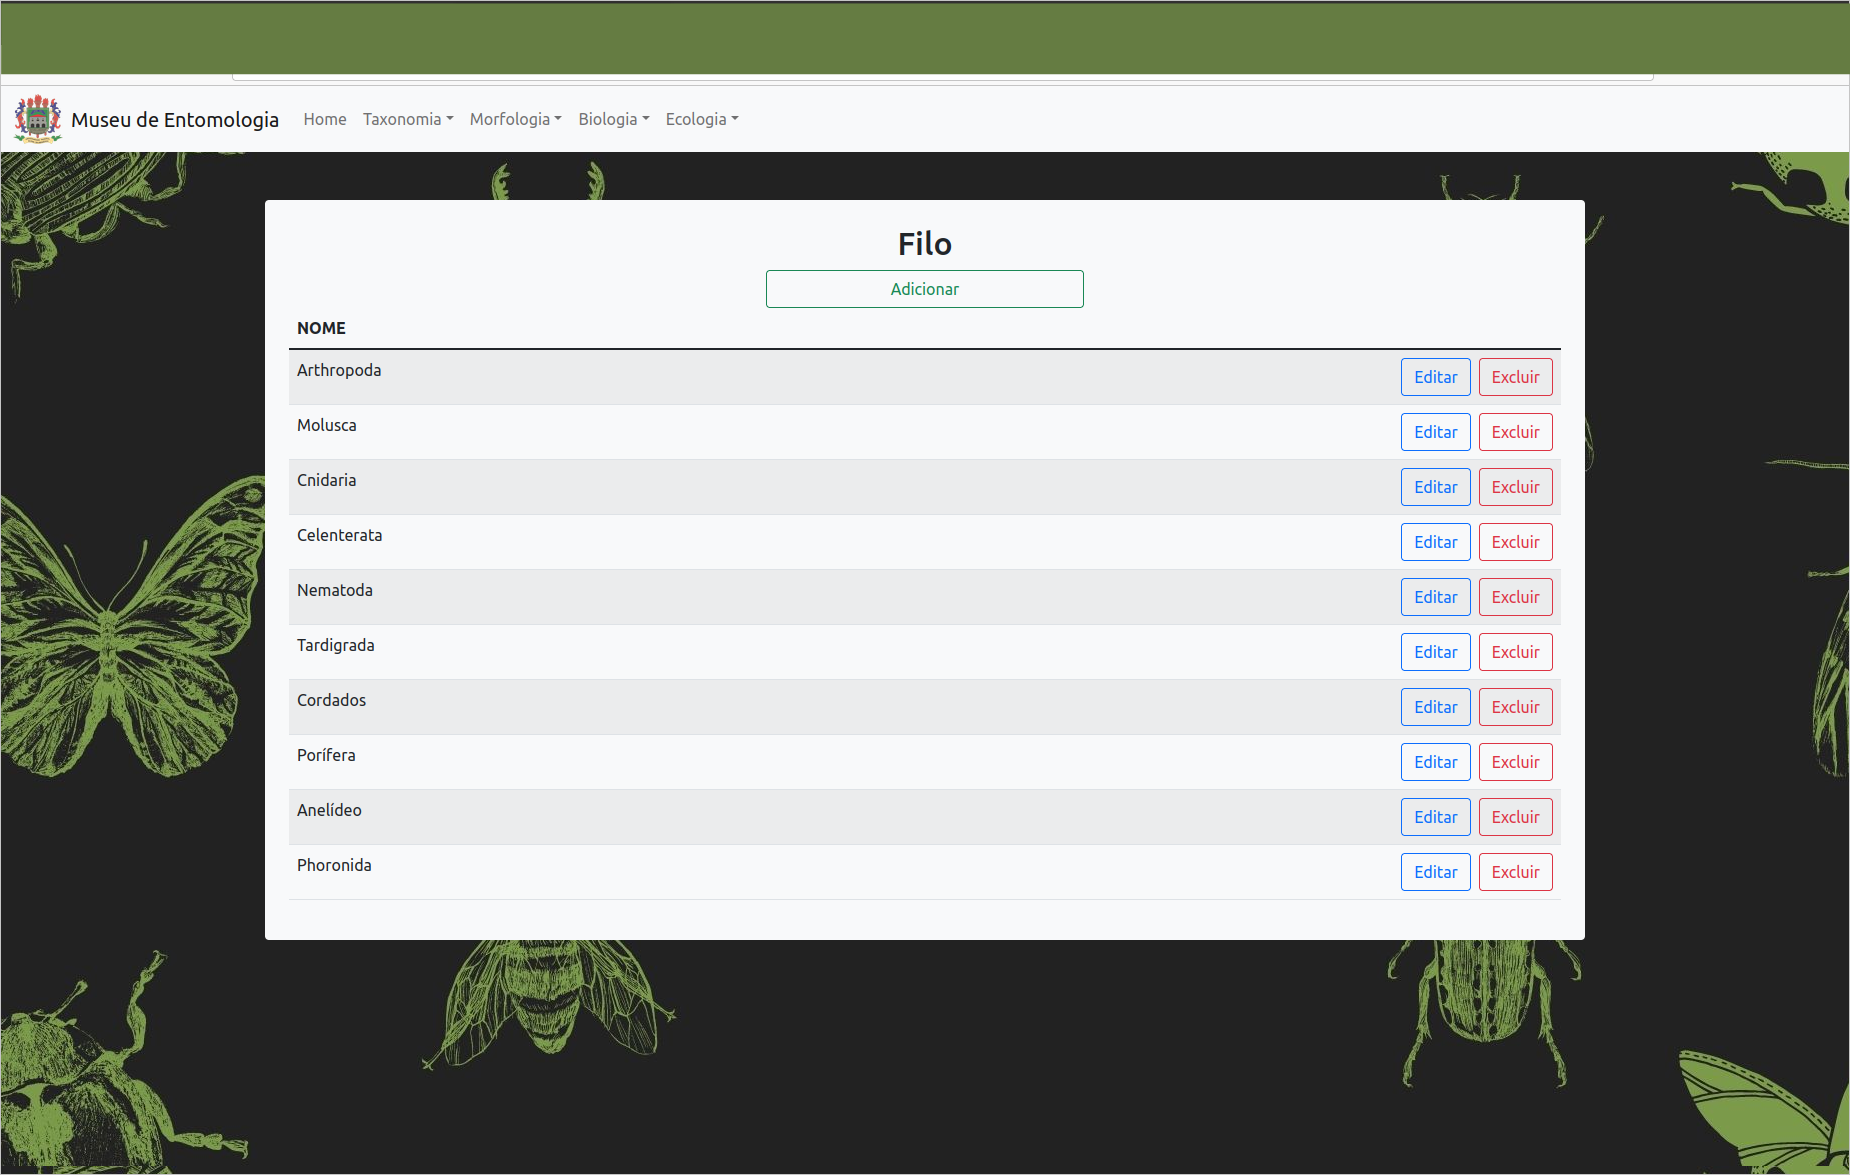 Museu de Entomologia Home Taxonomia Morfologia Biologia Ecologia
Filo
Adicionar
NOME
Arthropoda Editar Excluir
Molusca Editar Excluir
Cnidaria Editar Excluir
Celenterata Editar Excluir
Nematoda Editar Excluir
Tardigrada Editar Excluir
Cordados Editar Excluir
Porífera Editar Excluir
Anelídeo Editar Excluir
Phoronida Editar Excluir